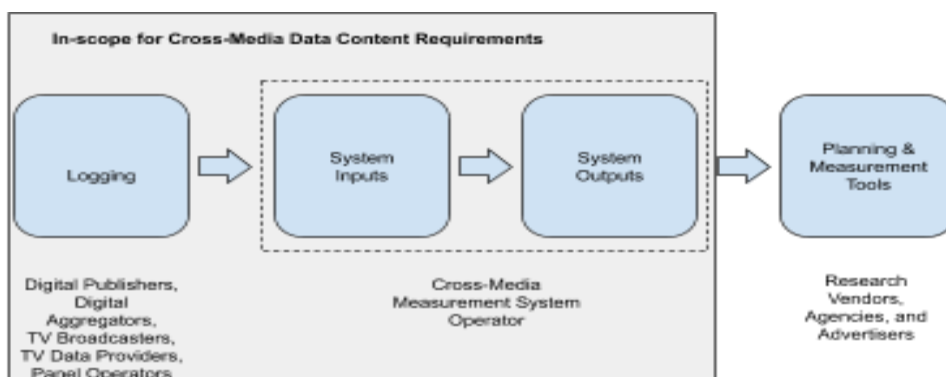 In-scope for Cross-Media Data Content Requirements
Logging
System
Inputs
System
Outputs
Planning &
Measurement
Tools
Digital Publishers,
Digital
Aggregators,
TV Broadcasters,
TV Data Providers,
Panel Operators
Cross-Media
Measurement System
Operator
Research
Vendors,
Agencies, and
Advertisers